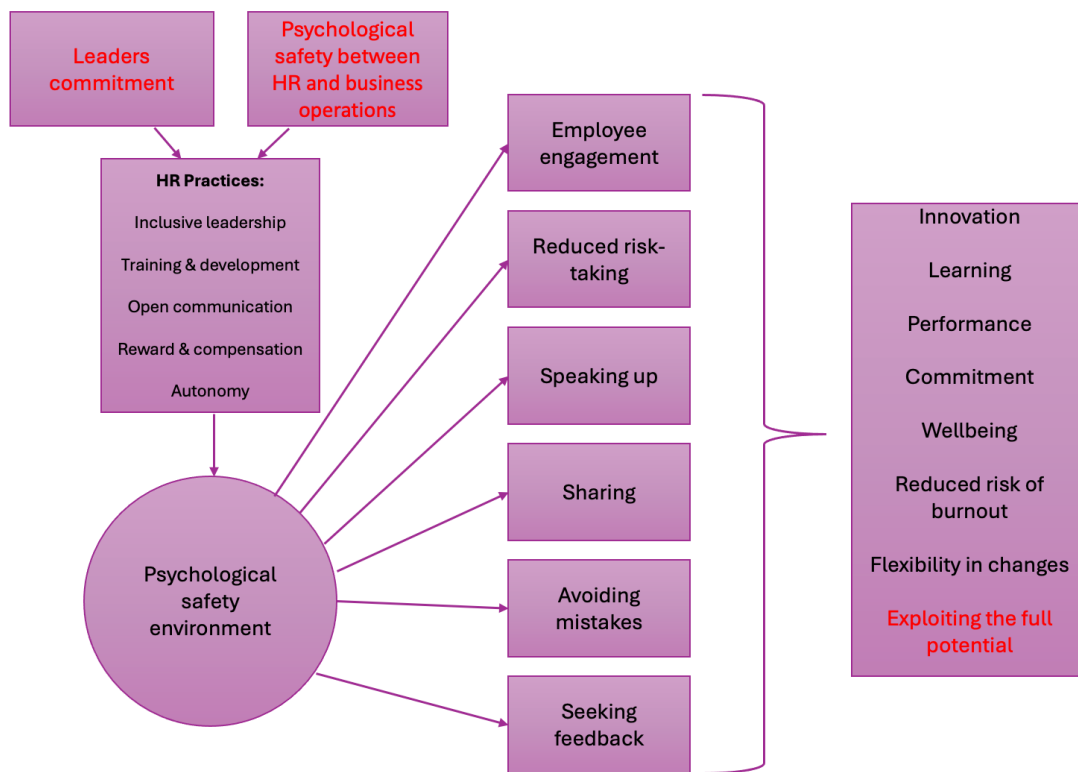 Leaders
commitment
Psychological
safety between
HR and business
operations
HR Practices:
Inclusive leadership
Training & development
Open communication
Reward & compensation
Autonomy
Psychological
safety
environment
Employee
engagement
Reduced risk-
taking
Speaking up
Sharing
Avoiding
mistakes
Seeking
feedback
Innovation
Learning
Performance
Commitment
Wellbeing
Reduced risk of
burnout
Flexibility in changes
Exploiting the full
potential